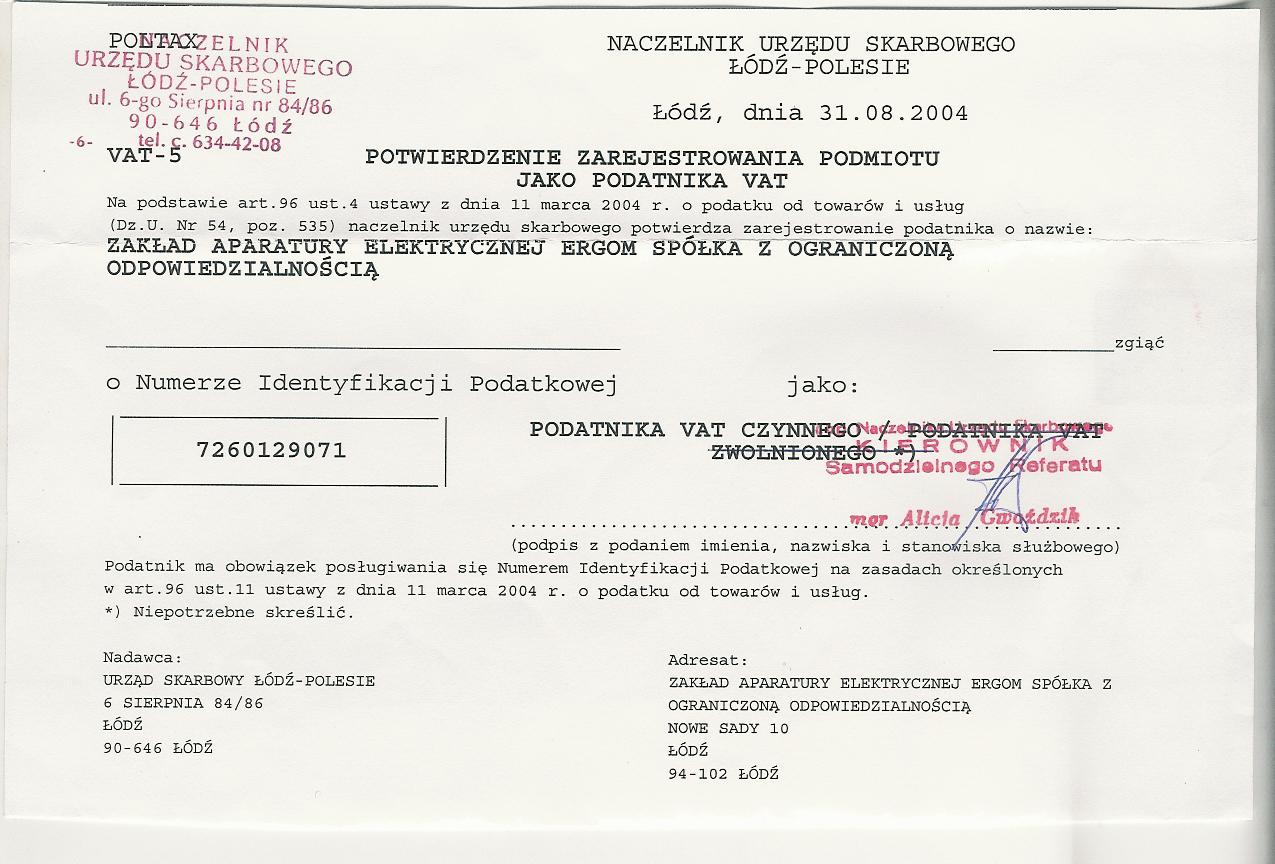 POLTAX
NACZELNIK
URZĘDU SKARBOWEGO
ŁÓDŹ-POLESIE
ul. 6-go Sierpnia nr 84/86
90-646 Łódź
-6- tel. c. 634-42-08
NACZELNIK URZĘDU SKARBOWEGO
ŁÓDŹ-POLESIE
Łódź, dnia 31.08.2004
VAT-5
POTWIERDZENIE ZAREJESTROWANIA PODMIOTU
JAKO PODATNIKA VAT
Na podstawie art.96 ust.4 ustawy z dnia 11 marca 2004 r. o podatku od towarów i usług
(Dz.U. Nr 54, poz. 535) naczelnik urzędu skarbowego potwierdza zarejestrowanie podatnika o nazwie:
ZAKŁAD APARATURY ELEKTRYCZNEJ ERGOM SPÓŁKA Z OGRANICZONĄ
ODPOWIEDZIALNOŚCIĄ
zgiąć
o Numerze Identyfikacji Podatkowej jako:
7260129071
PODATNIKA VAT CZYNNEGO / PODATNIKA VAT
ZWOLNIONEGO *)
Naczelnika Urzędu Skarbowego
KIEROWNIK
Samodzielnego Referatu
mgr Alicja Gwoździk
(podpis z podaniem imienia, nazwiska i stanowiska służbowego)
Podatnik ma obowiązek posługiwania się Numerem Identyfikacji Podatkowej na zasadach określonych
w art.96 ust.11 ustawy z dnia 11 marca 2004 r. o podatku od towarów i usług.
*) Niepotrzebne skreślić.
Nadawca:
URZĄD SKARBOWY ŁÓDŹ-POLESIE
6 SIERPNIA 84/86
ŁÓDŹ
90-646 ŁÓDŹ
Adresat:
ZAKŁAD APARATURY ELEKTRYCZNEJ ERGOM SPÓŁKA Z
OGRANICZONĄ ODPOWIEDZIALNOŚCIĄ
NOWE SADY 10
ŁÓDŹ
94-102 ŁÓDŹ